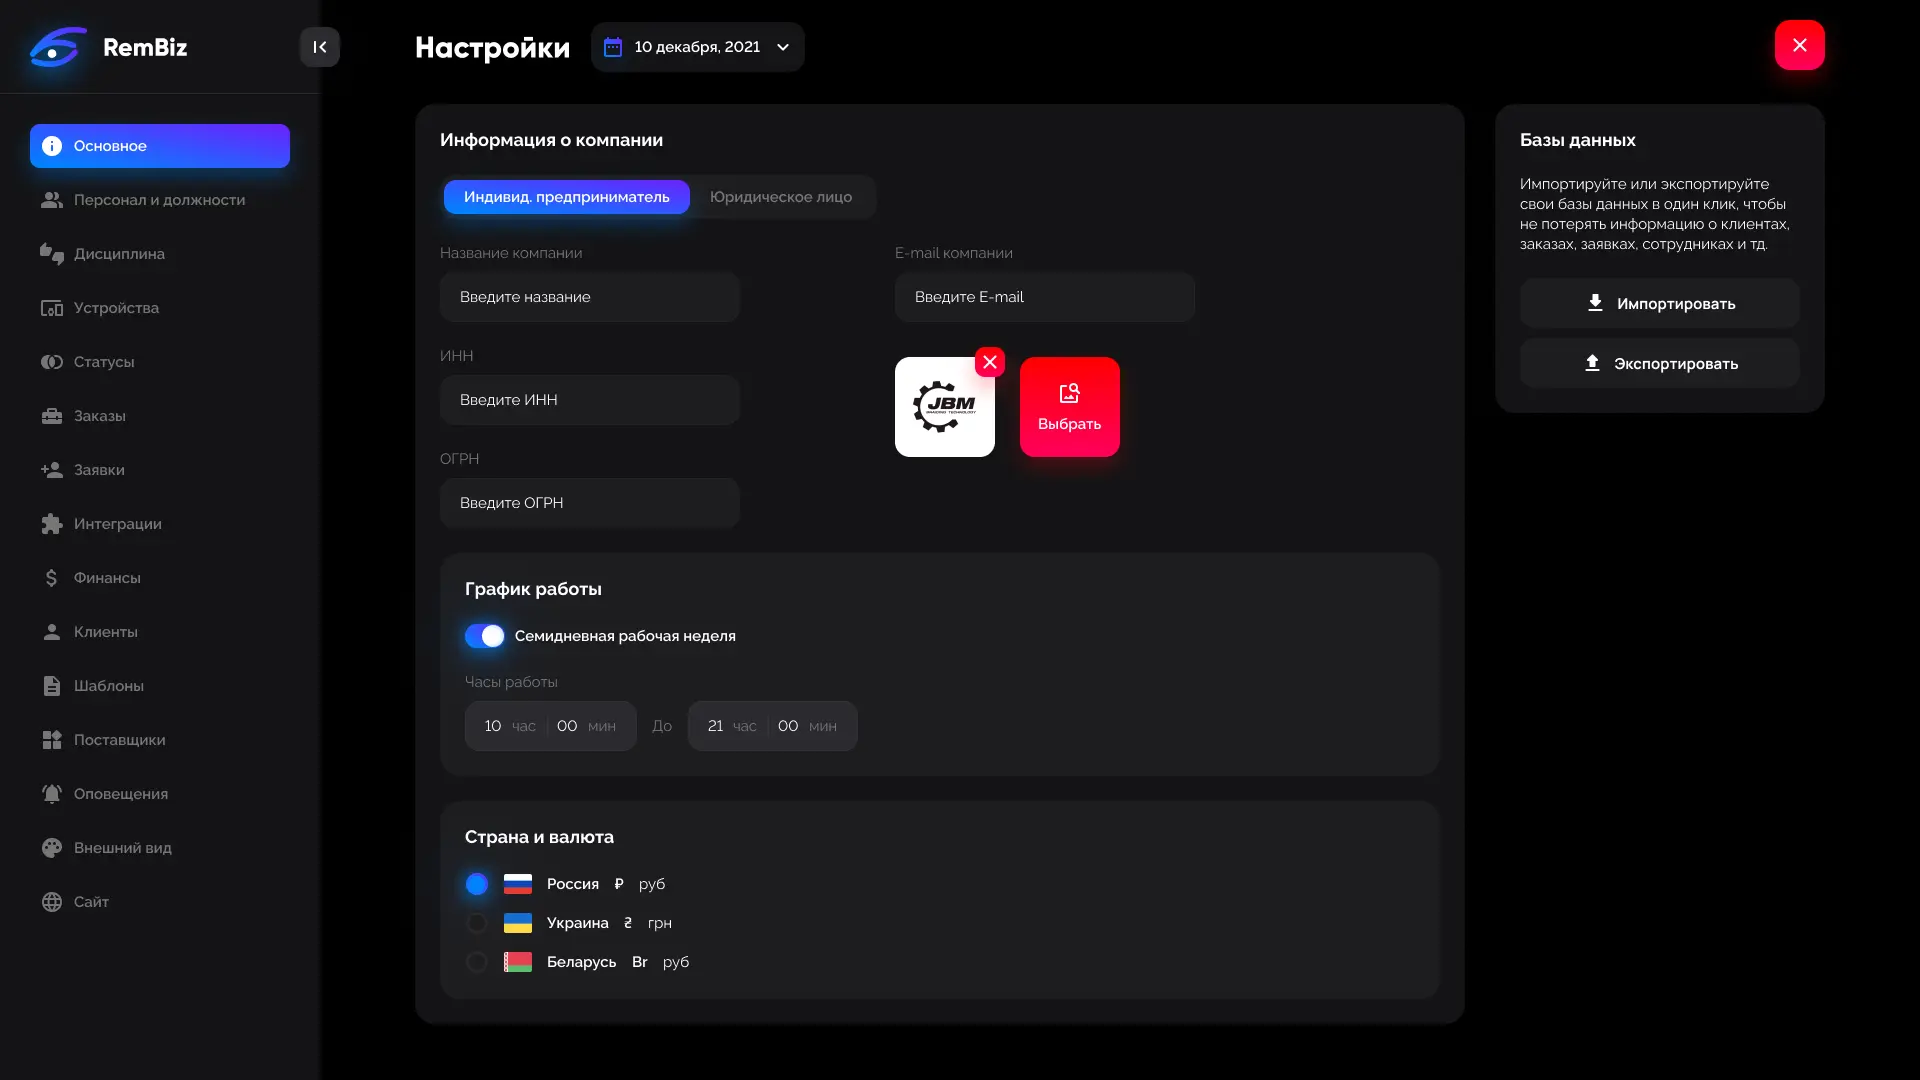 RemBiz
Настройки
10 декабря, 2021
Основное
Персонал и должности
Дисциплина
Устройства
Статусы
Заказы
Заявки
Интеграции
Финансы
Клиенты
Шаблоны
Поставщики
Оповещения
Внешний вид
Сайт
Информация о компании
Индивид. предприниматель
Юридическое лицо
Название компании
Введите название
E-mail компании
Введите E-mail
ИНН
Введите ИНН
JBM
BRAIDING TECHNOLOGY
Выбрать
ОГРН
Введите ОГРН
График работы
Семидневная рабочая неделя
Часы работы
10 час 00 мин До 21 час 00 мин
Страна и валюта
Россия ₽ руб
Украина ₴ грн
Беларусь Br руб
Базы данных
Импортируйте или экспортируйте
свои базы данных в один клик, чтобы
не потерять информацию о клиентах,
заказах, заявках, сотрудниках и тд.
Импортировать
Экспортировать